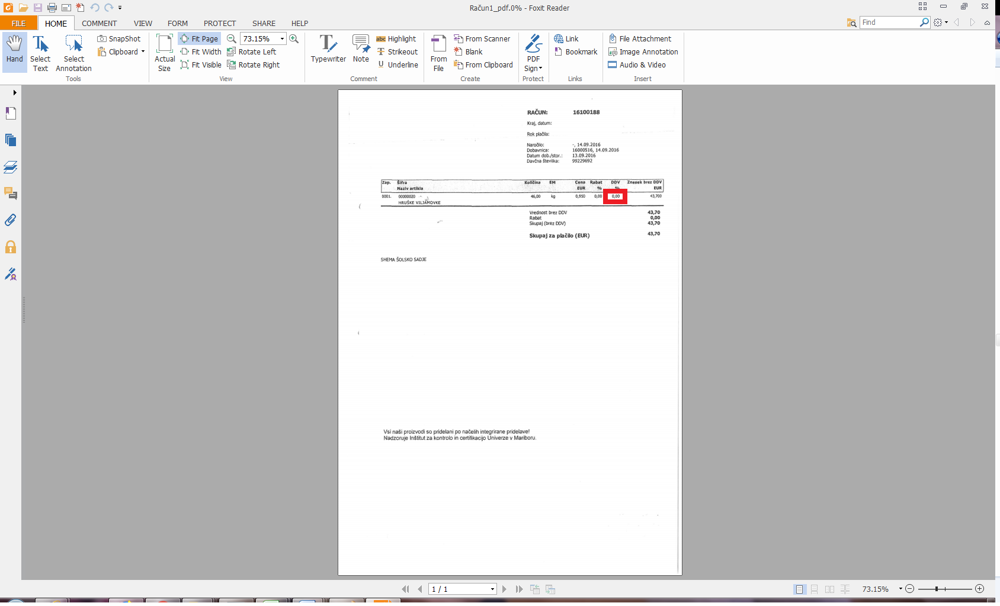 Račun1_pdf.0% - Foxit Reader
FILE HOME COMMENT VIEW FORM PROTECT SHARE HELP
Find
Hand
Select Text
Select Annotation
SnapShot
Clipboard
Tools
Actual Size
Fit Page
Fit Width
Fit Visible
73.15%
Rotate Left
Rotate Right
View
Typewriter
Note
abc Highlight
Strikeout
U Underline
Comment
From File
From Scanner
Blank
From Clipboard
Create
PDF Sign
Protect
Link
Bookmark
Links
File Attachment
Image Annotation
Audio & Video
Insert
RAČUN: 16100188
Kraj, datum:
Rok plačila:
Naročilo: -, 14.09.2016
Dobavnica: 16000516, 14.09.2016
Datum dob./stor.: 13.09.2016
Davčna številka: 99229692
Zap. Šifra Količina EM Cena Rabat DDV Znesek brez DDV
Naziv artikla EUR % % EUR
0001. 00000020 46,00 kg 0,950 0,00 0,00 43,700
HRUŠKE VILJAMOVKE
Vrednost brez DDV 43,70
Rabat 0,00
Skupaj (brez DDV) 43,70
Skupaj za plačilo (EUR) 43,70
SHEMA ŠOLSKO SADJE
Vsi naši proizvodi so pridelani po načelih integrirane pridelave!
Nadzoruje Inštitut za kontrolo in certifikacijo Univerze v Mariboru.
1 / 1
73.15%